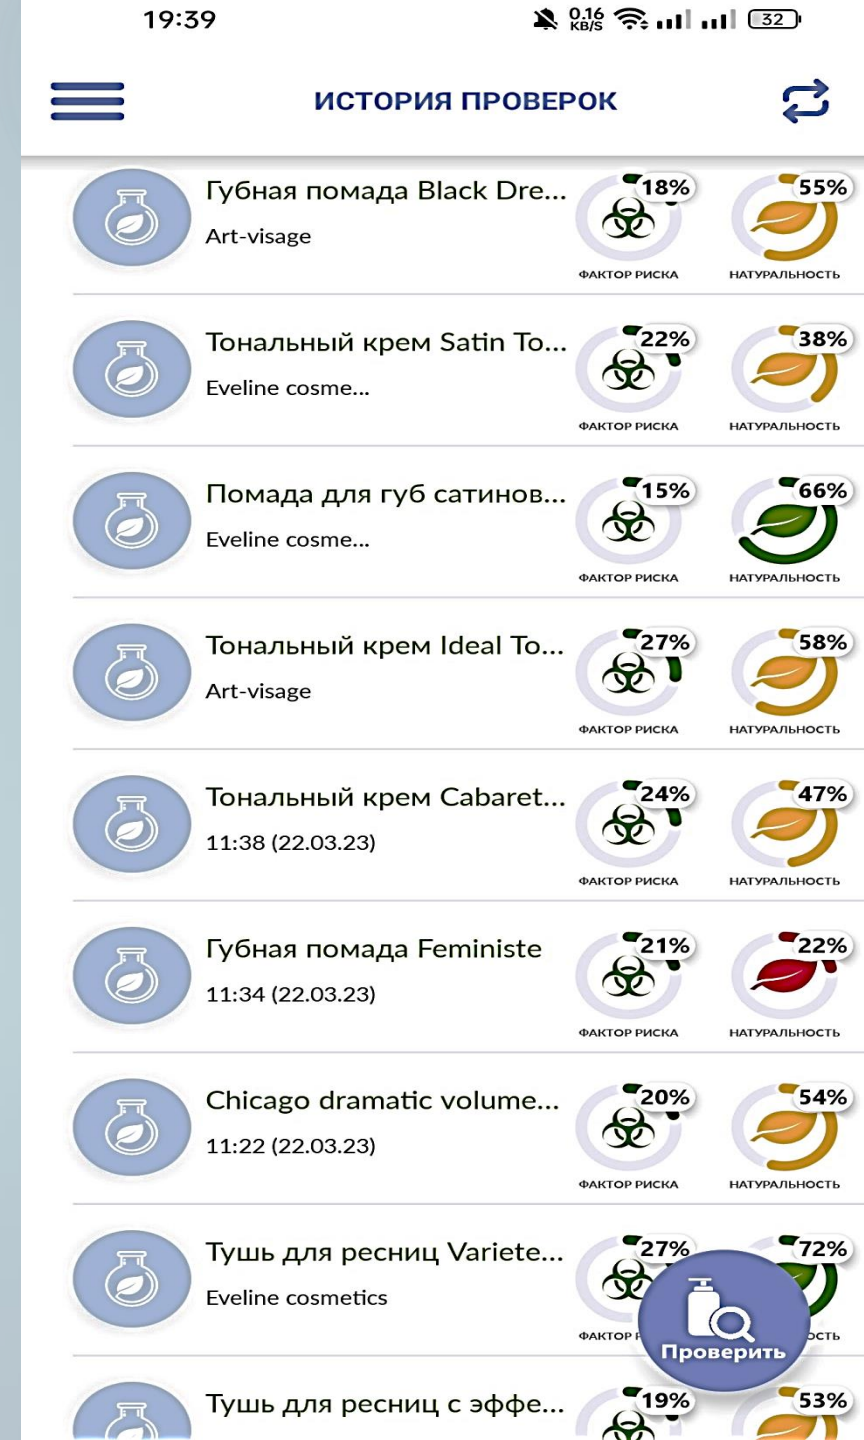 19:39
0.16
KB/S
32
ИСТОРИЯ ПРОВЕРОК
Губная помада Black Dre...
Art-visage
18%
ФАКТОР РИСКА
55%
НАТУРАЛЬНОСТЬ
Тональный крем Satin To...
Eveline cosme...
22%
ФАКТОР РИСКА
38%
НАТУРАЛЬНОСТЬ
Помада для губ сатинов...
Eveline cosme...
15%
ФАКТОР РИСКА
66%
НАТУРАЛЬНОСТЬ
Тональный крем Ideal To...
Art-visage
27%
ФАКТОР РИСКА
58%
НАТУРАЛЬНОСТЬ
Тональный крем Cabaret...
11:38 (22.03.23)
24%
ФАКТОР РИСКА
47%
НАТУРАЛЬНОСТЬ
Губная помада Feministe
11:34 (22.03.23)
21%
ФАКТОР РИСКА
22%
НАТУРАЛЬНОСТЬ
Chicago dramatic volume...
11:22 (22.03.23)
20%
ФАКТОР РИСКА
54%
НАТУРАЛЬНОСТЬ
Тушь для ресниц Variete...
Eveline cosmetics
27%
ФАКТОР Р
72%
ОСТЬ
Проверить
Тушь для ресниц с эффе...
19%
53%